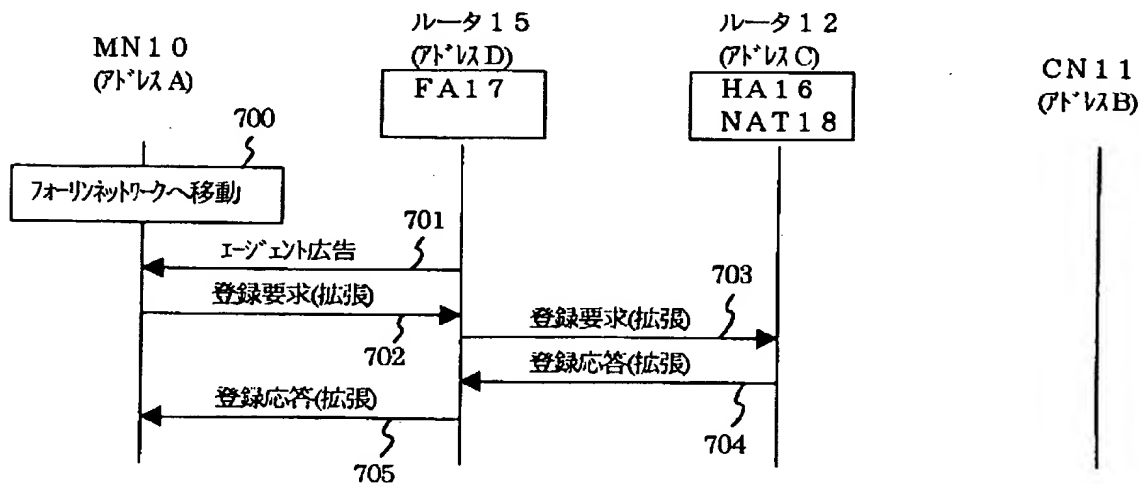 MN10
(アドレスA)
ルータ15
(アドレスD)
FA17
ルータ12
(アドレスC)
HA16
NAT18
CN11
(アドレスB)
700
フォーリンネットワークへ移動
701
エージェント広告
登録要求(拡張)
702
703
登録要求(拡張)
登録応答(拡張)
704
登録応答(拡張)
705